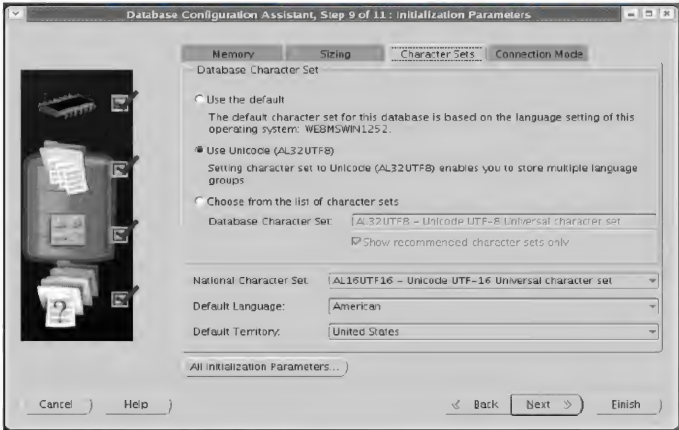 Database Configuration Assistant, Step 9 of 11 : Initialization Parameters
Memory Sizing Character Sets Connection Mode
Database Character Set
Use the default
The default character set for this database is based on the language setting of this
operating system: WE8MSWIN1252.
Use Unicode (AL32UTF8)
Setting character set to Unicode (AL32UTF8) enables you to store multiple language
groups
Choose from the list of character sets
Database Character Set: AL32UTF8 - Unicode UTF-8 Universal character set
Show recommended character sets only
National Character Set: AL16UTF16 - Unicode UTF-16 Universal character set
Default Language: American
Default Territory: United States
All Initialization Parameters...
Cancel Help Back Next Finish